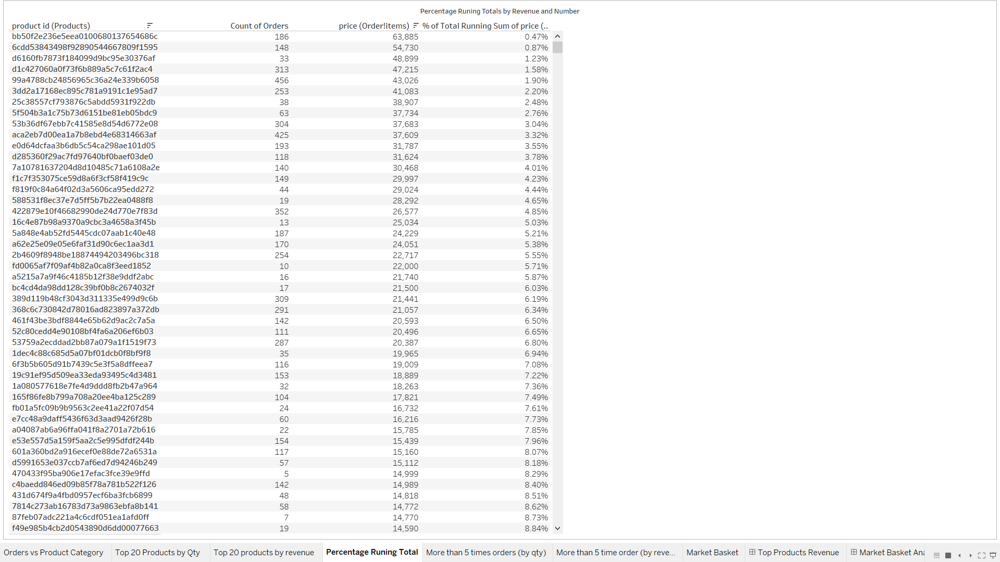 Percentage Runing Totals by Revenue and Number
product id (Products) Count of Orders price (Order!items) % of Total Running Sum of price (..
bb50f2e236e5eea0100680137654686c 186 63,885 0.47%
6cdd53843498f92890544667809f1595 148 54,730 0.87%
d6160fb7873f184099d9bc95e30376af 33 48,899 1.23%
d1c427060a0f73f6b889a5c7c61f2ac4 313 47,215 1.58%
99a4788cb24856965c36a24e339b6058 456 43,026 1.90%
3dd2a17168ec895c781a9191c1e95ad7 253 41,083 2.20%
25c38557cf793876c5abdd5931f922db 38 38,907 2.48%
5f504b3a1c75b73d6151be81eb05bdc9 63 37,734 2.76%
53b36df67ebb7c41585e8d54d6772e08 304 37,683 3.04%
aca2eb7d00ea1a7b8ebd4e68314663af 425 37,609 3.32%
e0d64dcfaa3b6db5c54ca298ae101d05 193 31,787 3.55%
d285360f29ac7fd97640bf0baef03de0 118 31,624 3.78%
7a10781637204d8d10485c71a6108a2e 140 30,468 4.01%
f1c7f353075ce59d8a6f3cf58f419c9c 149 29,997 4.23%
f819f0c84a64f02d3a5606ca95edd272 44 29,024 4.44%
588531f8ec37e7d5ff5b7b22ea0488f8 19 28,292 4.65%
422879e10f46682990de24d770e7f83d 352 26,577 4.85%
16c4e87b98a9370a9cbc3a4658a3f45b 13 25,034 5.03%
5a848e4ab52fd5445cdc07aab1c40e48 187 24,229 5.21%
a62e25e09e05e6faf31d90c6ec1aa3d1 170 24,051 5.38%
2b4609f8948be18874494203496bc318 254 22,717 5.55%
fd0065af7f09af4b82a0ca8f3eed1852 10 22,000 5.71%
a5215a7a9f46c4185b12f38e9ddf2abc 16 21,740 5.87%
bc4cd4da98dd128c39bf0b8c2674032f 17 21,500 6.03%
389d119b48cf3043d311335e499d9c6b 309 21,441 6.19%
368c6c730842d78016ad823897a372db 291 21,057 6.34%
461f43be3bdf8844e65b62d9ac2c7a5a 142 20,593 6.50%
52c80cedd4e90108bf4fa6a206ef6b03 111 20,496 6.65%
53759a2ecddad2bb87a079a1f1519f73 287 20,387 6.80%
1dec4c88c685d5a07bf01dcb0f8bf9f8 35 19,965 6.94%
6f3b5b605d91b7439c5e3f5a8dffeea7 116 19,009 7.08%
19c91ef95d509ea33eda93495c4d3481 153 18,889 7.22%
1a080577618e7fe4d9ddd8fb2b47a964 32 18,263 7.36%
165f86fe8b799a708a20ee4ba125c289 104 17,821 7.49%
fb01a5fc09b9b9563c2ee41a22f07d54 24 16,732 7.61%
e7cc48a9daff5436f63d3aad9426f28b 60 16,216 7.73%
a04087ab6a96ffa041f8a2701a72b616 22 15,785 7.85%
e53e557d5a159f5aa2c5e995dfdf244b 154 15,439 7.96%
601a360bd2a916ecef0e88de72a6531a 117 15,160 8.07%
d5991653e037ccb7af6ed7d94246b249 57 15,112 8.18%
470433f95ba906e17efac3fce39e9ffd 5 14,999 8.29%
c4baedd846ed09b85f78a781b522f126 142 14,989 8.40%
431d674f9a4fbd0957ecf6ba3fcb6899 48 14,818 8.51%
7814c273ab16783d73a9863ebfa8b141 58 14,772 8.62%
87feb07adc221a4c6cdf051ea1afd0ff 7 14,770 8.73%
f49e985b4cb2d0543890d6dd00077663 19 14,590 8.84%
Orders vs Product Category Top 20 Products by Qty Top 20 products by revenue Percentage Runing Total More than 5 times orders (by qty) More than 5 time order (by reve... Market Basket Top Products Revenue Market Basket Ana